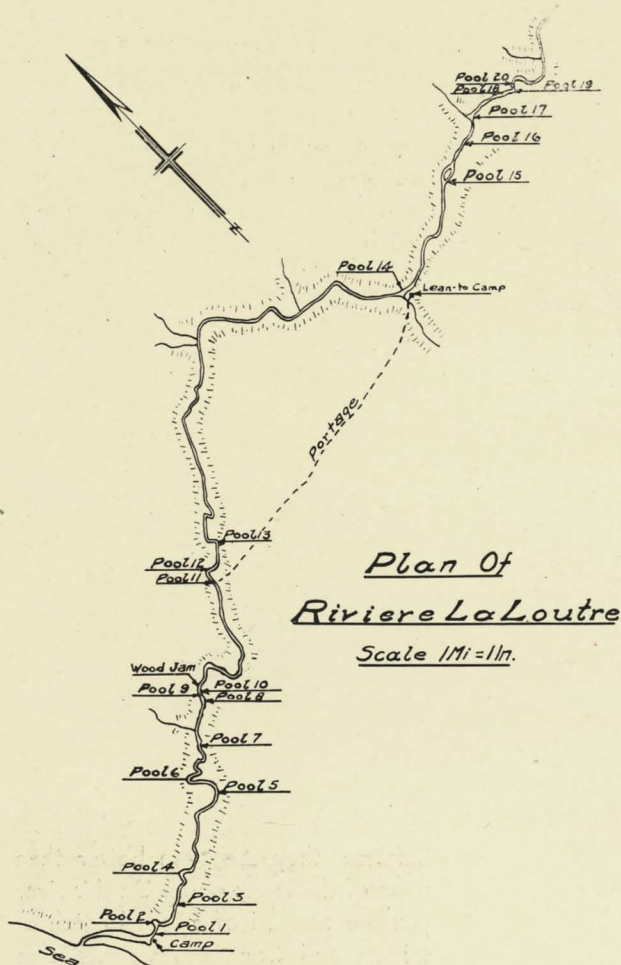 Pool 20
Pool 18
Pool 19
Pool 17
Pool 16
Pool 15
Pool 14
Lean-to Camp
Portage
Pool 13
Pool 12
Pool 11
Plan Of
Riviere La Loutre
Scale 1Mi=1In.
Wood Jam
Pool 10
Pool 9
Pool 8
Pool 7
Pool 6
Pool 5
Pool 4
Pool 3
Pool 2
Pool 1
Camp
Sea
N